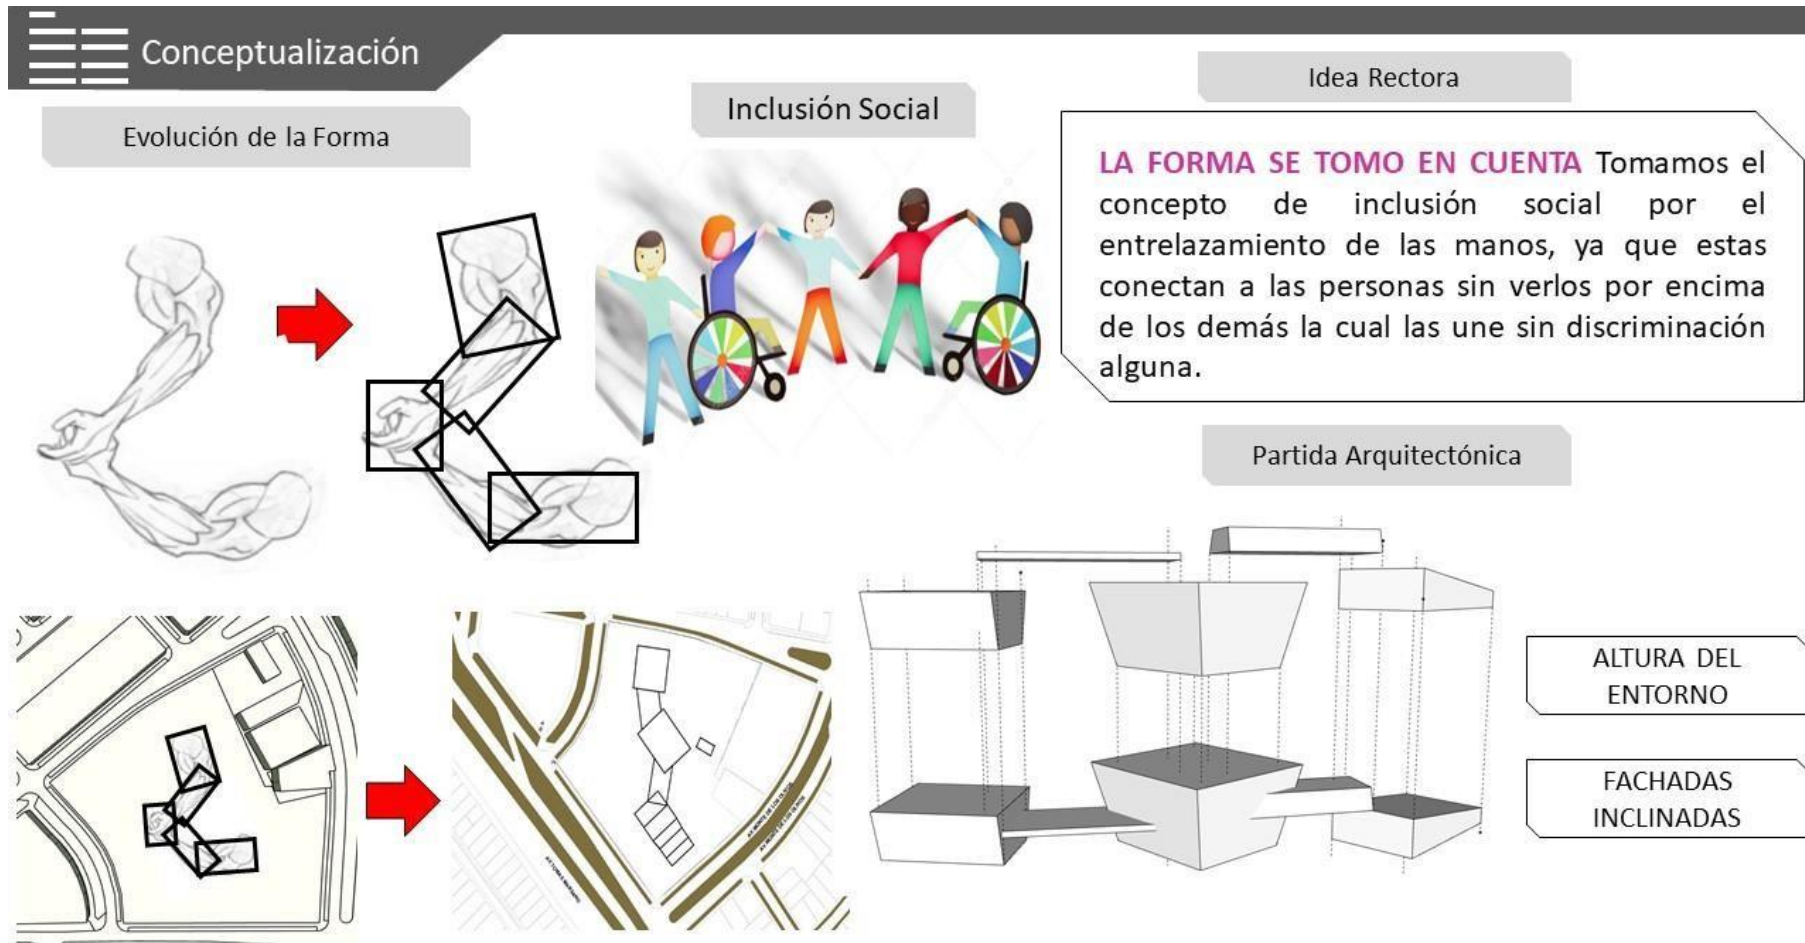 Conceptualización
Evolución de la Forma
Inclusión Social
Idea Rectora
LA FORMA SE TOMO EN CUENTA Tomamos el
concepto de inclusión social por el
entrelazamiento de las manos, ya que estas
conectan a las personas sin verlos por encima
de los demás la cual las une sin discriminación
alguna.
Partida Arquitectónica
ALTURA DEL
ENTORNO
FACHADAS
INCLINADAS